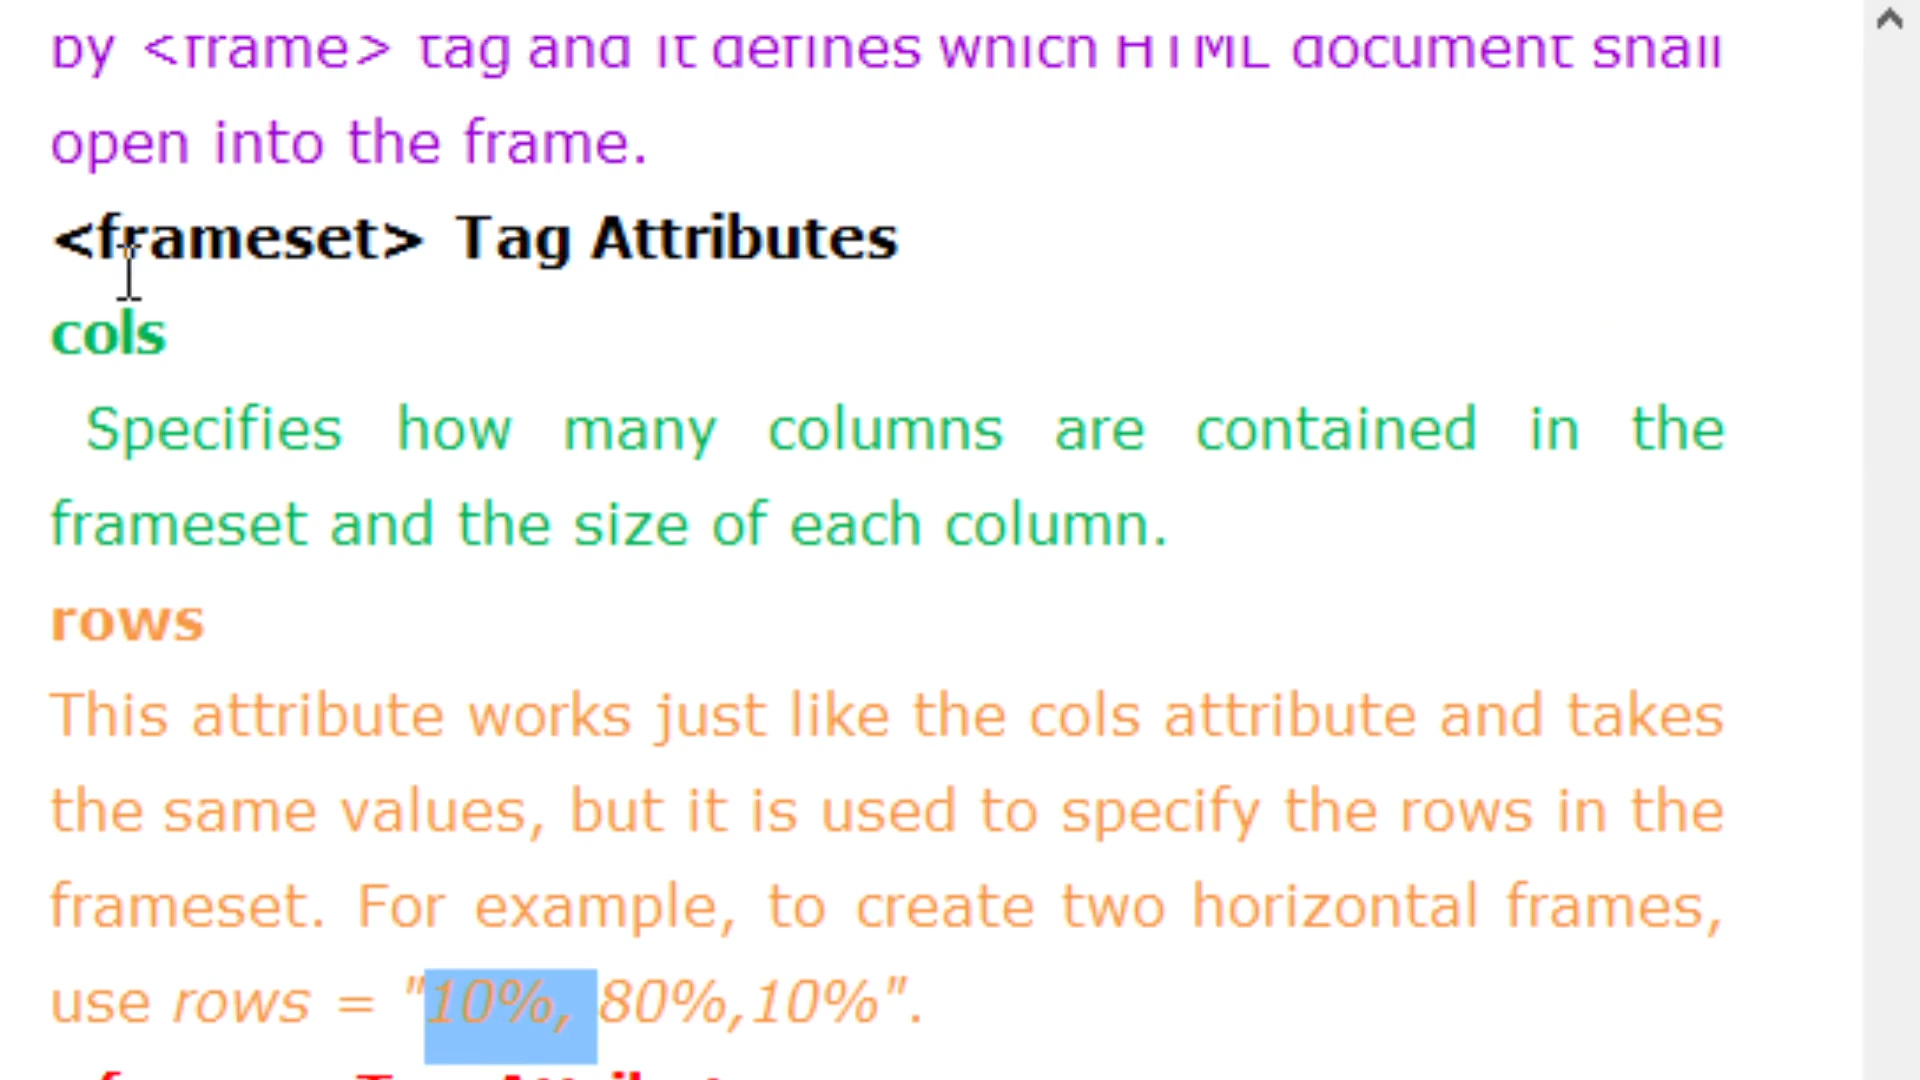 by <frame> tag and it defines which HTML document shall
open into the frame.
<frameset> Tag Attributes
cols
Specifies how many columns are contained in the
frameset and the size of each column.
rows
This attribute works just like the cols attribute and takes
the same values, but it is used to specify the rows in the
frameset. For example, to create two horizontal frames,
use rows = "10%, 80%,10%".